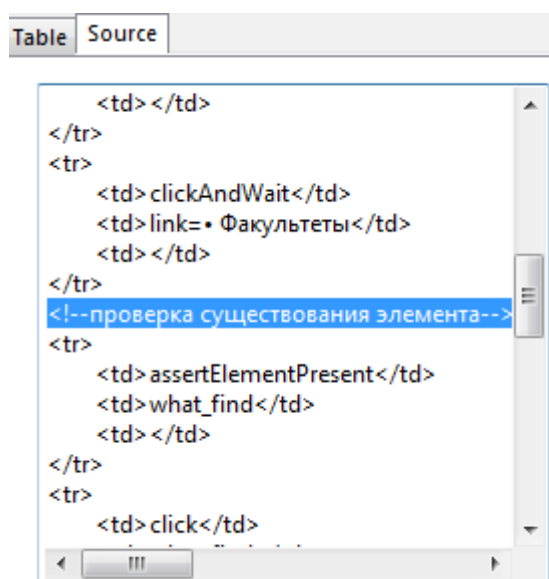 Table Source
<td></td>
</tr>
<tr>
<td>clickAndWait</td>
<td>link=• Факультеты</td>
<td></td>
</tr>
<!--проверка существования элемента-->
<tr>
<td>assertElementPresent</td>
<td>what_find</td>
<td></td>
</tr>
<tr>
<td>click</td>